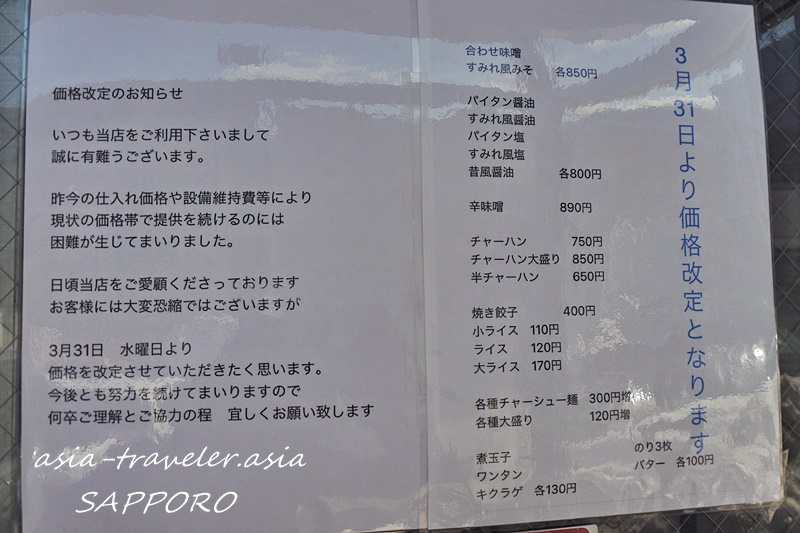 価格改定のお知らせ
いつも当店をご利用下さいまして
誠に有難うございます。
昨今の仕入れ価格や設備維持費等により
現状の価格帯で提供を続けるのには
困難が生じてまいりました。
日頃当店をご愛顧くださっております
お客様には大変恐縮ではございますが
3月31日　水曜日より
価格を改定させていただきたく思います。
今後とも努力を続けてまいりますので
何卒ご理解とご協力の程　宜しくお願い致します
合わせ味噌
すみれ風みそ　各850円
パイタン醤油
すみれ風醤油
パイタン塩
すみれ風塩
昔風醤油　各800円
辛味噌　890円
チャーハン　750円
チャーハン大盛り　850円
半チャーハン　650円
焼き餃子　400円
小ライス　110円
ライス　120円
大ライス　170円
各種チャーシュー麺　300円増
各種大盛り　120円増
煮玉子
ワンタン
キクラゲ　各130円
のり3枚
バター　各100円
3月31日より価格改定となります
asia-traveler.asia
SAPPORO